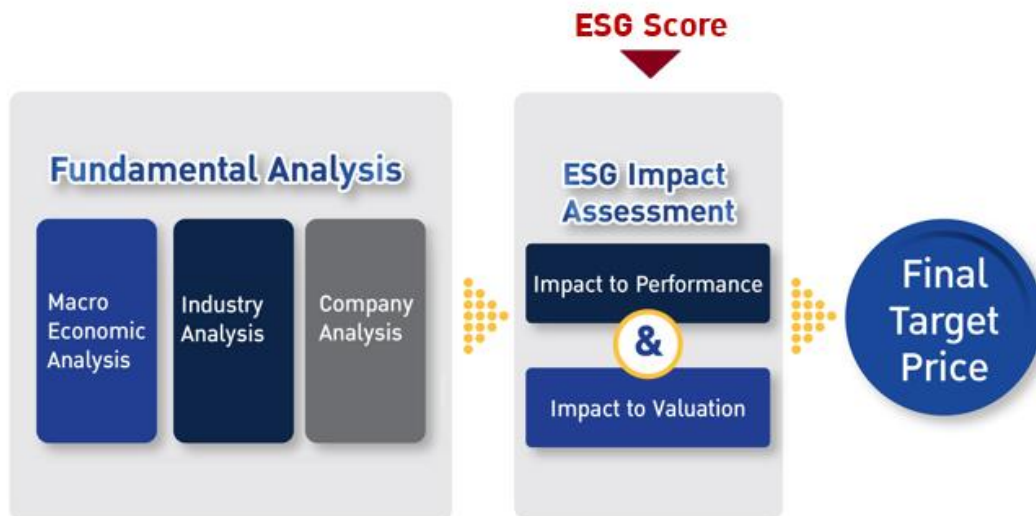 ESG Score
Fundamental Analysis
Macro
Economic
Analysis
Industry
Analysis
Company
Analysis
ESG Impact
Assessment
Impact to Performance
&
Impact to Valuation
Final
Target
Price